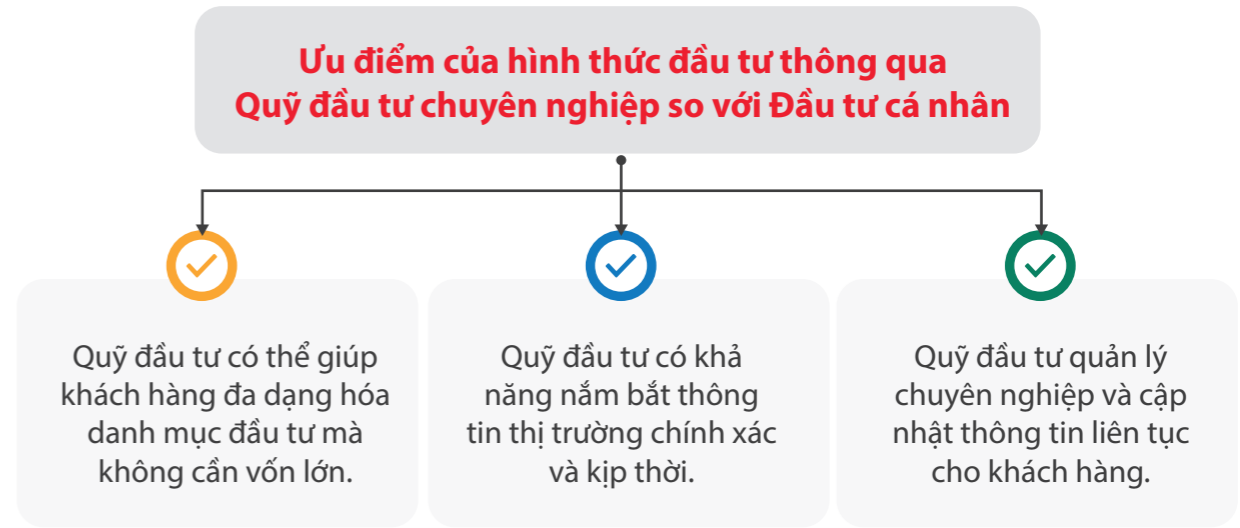 Ưu điểm của hình thức đầu tư thông qua
Quỹ đầu tư chuyên nghiệp so với Đầu tư cá nhân
Quỹ đầu tư có thể giúp
khách hàng đa dạng hóa
danh mục đầu tư mà
không cần vốn lớn.
Quỹ đầu tư có khả
năng nắm bắt thông
tin thị trường chính xác
và kịp thời.
Quỹ đầu tư quản lý
chuyên nghiệp và cập
nhật thông tin liên tục
cho khách hàng.